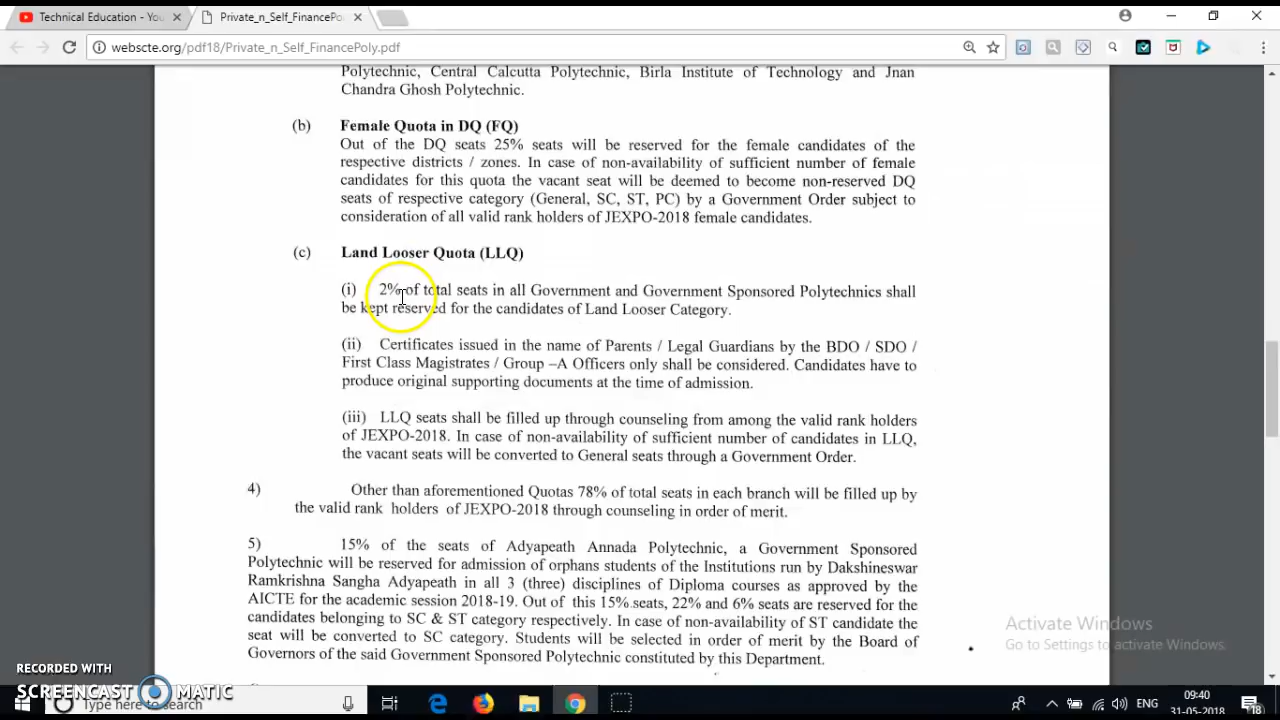 Technical Education - You
Private_n_Self_FinancePo
webscte.org/pdf18/Private_n_Self_FinancePoly.pdf
Polytechnic, Central Calcutta Polytechnic, Birla Institute of Technology and Jnan
Chandra Ghosh Polytechnic.
(b) Female Quota in DQ (FQ)
Out of the DQ seats 25% seats will be reserved for the female candidates of the
respective districts / zones. In case of non-availability of sufficient number of female
candidates for this quota the vacant seat will be deemed to become non-reserved DQ
seats of respective category (General, SC, ST, PC) by a Government Order subject to
consideration of all valid rank holders of JEXPO-2018 female candidates.
(c) Land Looser Quota (LLQ)
(i) 2% of total seats in all Government and Government Sponsored Polytechnics shall
be kept reserved for the candidates of Land Looser Category.
(ii) Certificates issued in the name of Parents / Legal Guardians by the BDO / SDO /
First Class Magistrates / Group –A Officers only shall be considered. Candidates have to
produce original supporting documents at the time of admission.
(iii) LLQ seats shall be filled up through counseling from among the valid rank holders
of JEXPO-2018. In case of non-availability of sufficient number of candidates in LLQ,
the vacant seats will be converted to General seats through a Government Order.
4) Other than aforementioned Quotas 78% of total seats in each branch will be filled up by
the valid rank holders of JEXPO-2018 through counseling in order of merit.
5) 15% of the seats of Adyapeath Annada Polytechnic, a Government Sponsored
Polytechnic will be reserved for admission of orphans students of the Institutions run by Dakshineswar
Ramkrishna Sangha Adyapeath in all 3 (three) disciplines of Diploma courses as approved by the
AICTE for the academic session 2018-19. Out of this 15% seats, 22% and 6% seats are reserved for the
candidates belonging to SC & ST category respectively. In case of non-availability of ST candidate the
seat will be converted to SC category. Students will be selected in order of merit by the Board of
Governors of the said Government Sponsored Polytechnic constituted by this Department.
Activate Windows
Go to Settings to activate Windows.
RECORDED WITH
SCREENCAST MATIC
Type here to search
ENG
09:40
31-05-2018
18